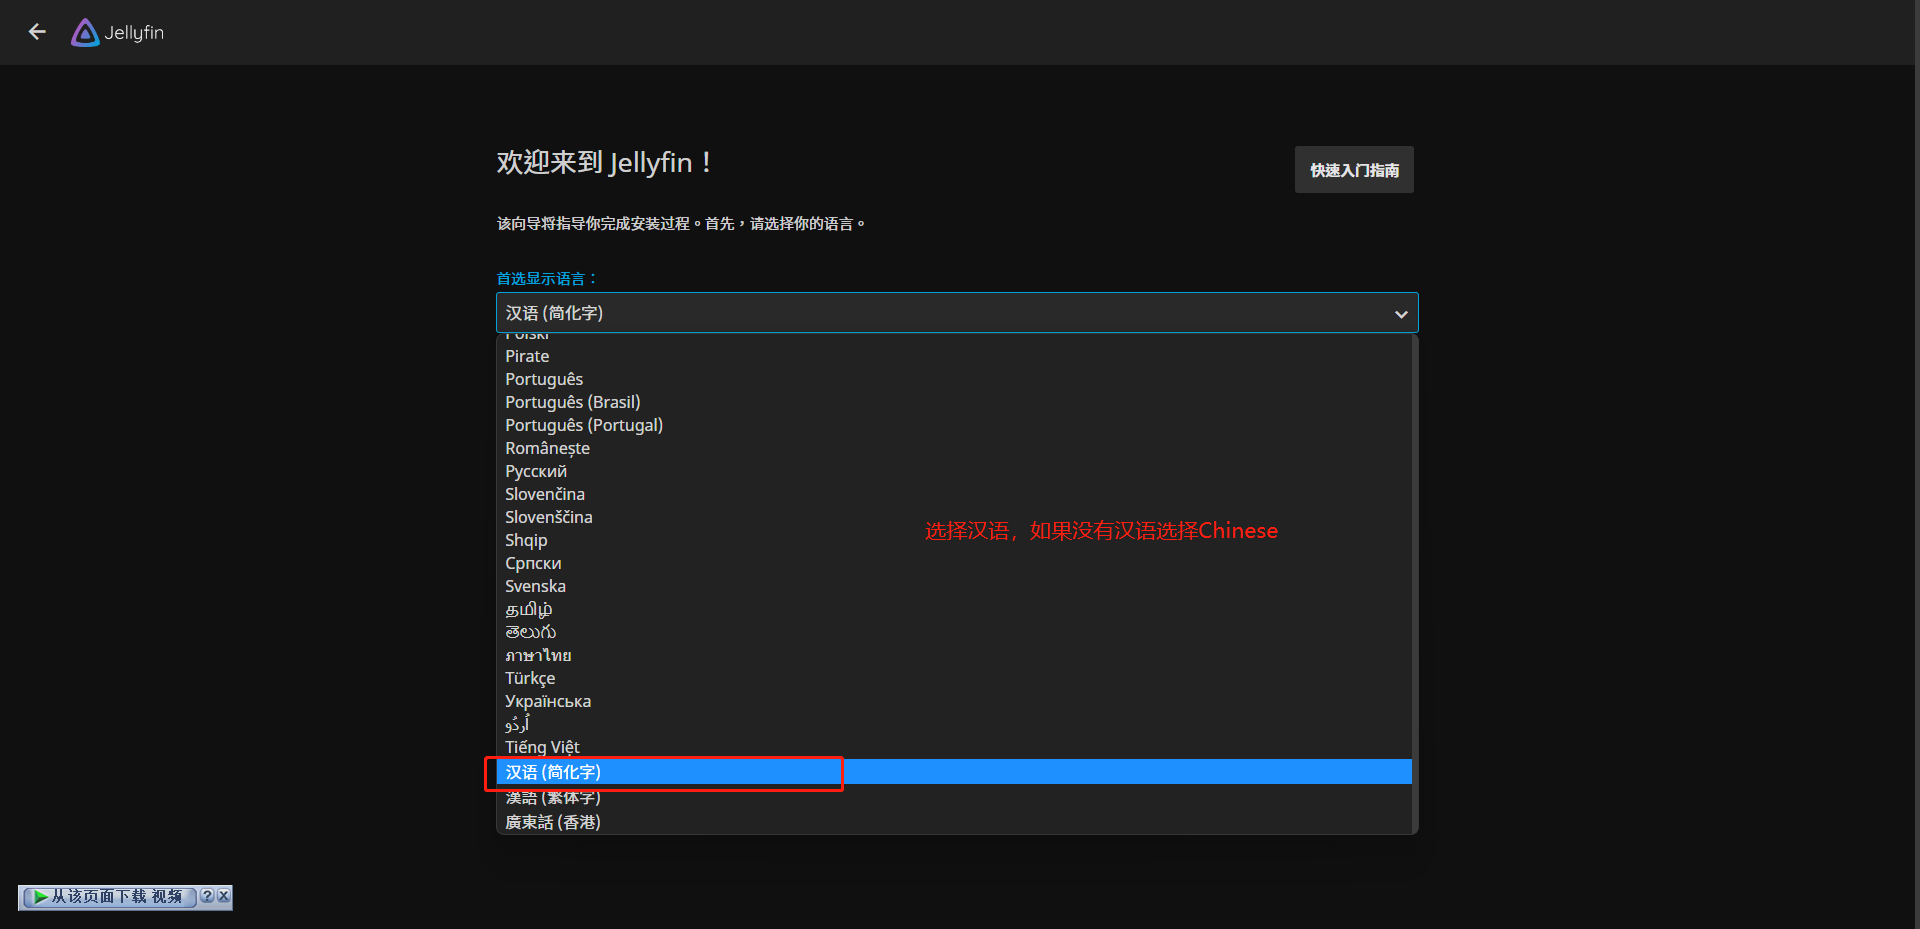 Jellyfin
欢迎来到 Jellyfin！
快速入门指南
该向导将指导你完成安装过程。首先，请选择你的语言。
首选显示语言：
汉语 (简化字)
Polski
Pirate
Português
Português (Brasil)
Português (Portugal)
Românește
Русский
Slovenčina
Slovenščina
选择汉语，如果没有汉语选择Chinese
Shqip
Српски
Svenska
தமிழ்
తెలుగు
ภาษาไทย
Türkçe
Українська
اُردُو
Tiếng Việt
汉语 (简化字)
漢語 (繁体字)
廣東話 (香港)
从该页面下载 视频 ? x